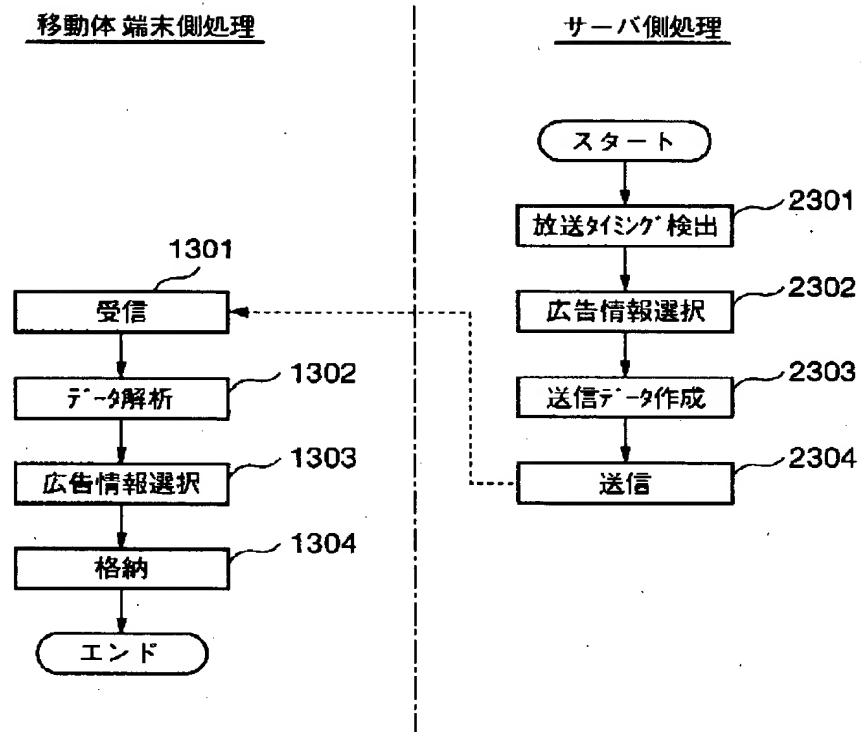 移動体端末側処理
サーバ側処理
スタート
2301
放送ﾀｲﾐﾝｸﾞ検出
2302
広告情報選択
2303
送信ﾃﾞｰﾀ作成
2304
送信
1301
受信
1302
ﾃﾞｰﾀ解析
1303
広告情報選択
1304
格納
エンド